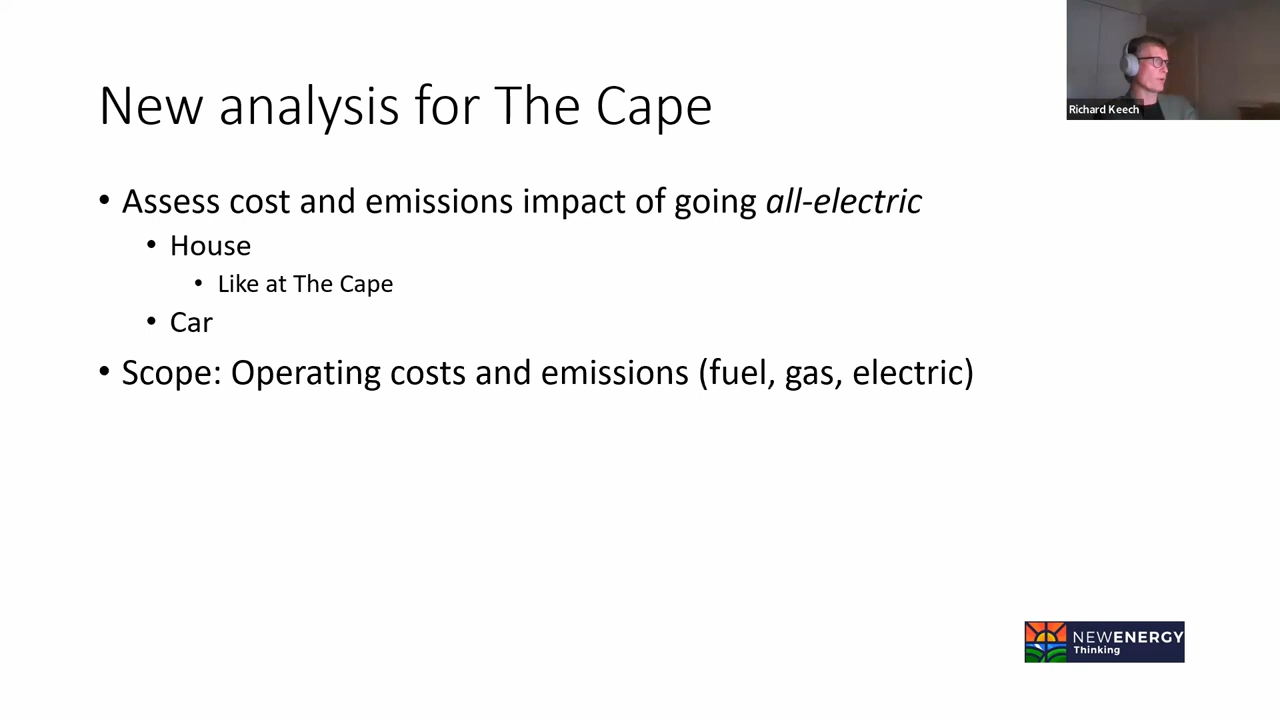 New analysis for The Cape
Richard Keech
• Assess cost and emissions impact of going all-electric
• House
• Like at The Cape
• Car
• Scope: Operating costs and emissions (fuel, gas, electric)
NEWENERGY
Thinking